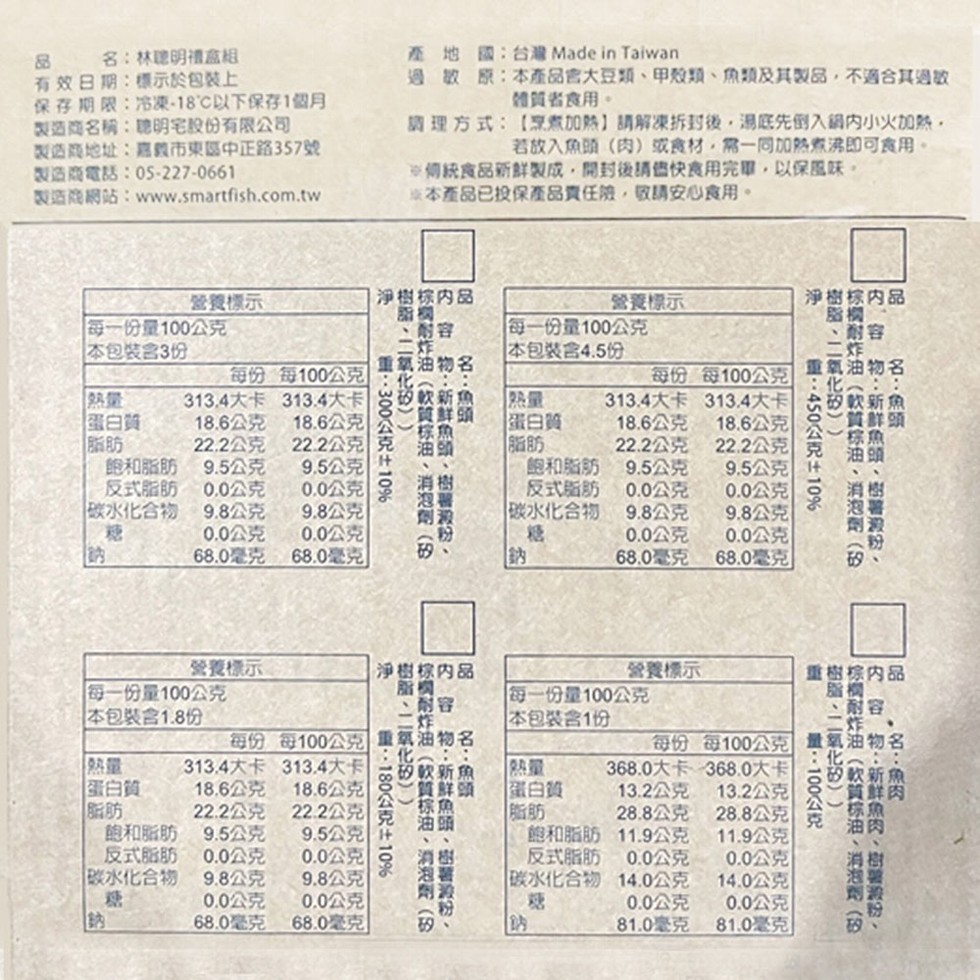 品名：林聰明禮盒組
有效日期：標示於包裝上
保存期限：冷凍-18℃以下保存1個月
製造商名稱：聰明宅股份有限公司
製造商地址：嘉義市東區中正路357號
製造商電話：05-227-0661
製造商網站：www.smartfish.com.tw
產地國：台灣 Made in Taiwan
過敏原：本產品含大豆類、甲殼類、魚類及其製品，不適合其過敏
體質者食用。
調理方式：【烹煮加熱】請解凍拆封後，湯底先倒入鍋內小火加熱，
若放入魚頭（肉）或食材，需一同加熱煮沸即可食用。
※傳統食品新鮮製成，開封後請儘快食用完畢，以保風味。
※本產品已投保產品責任險，敬請安心食用。
營養標示
每一份量100公克
本包裝含3份
每份 每100公克
熱量 313.4大卡 313.4大卡
蛋白質 18.6公克 18.6公克
脂肪 22.2公克 22.2公克
飽和脂肪 9.5公克 9.5公克
反式脂肪 0.0公克 0.0公克
碳水化合物 9.8公克 9.8公克
糖 0.0公克 0.0公克
鈉 68.0毫克 68.0毫克
品名：魚頭
內容物：新鮮魚頭、樹薯澱粉、
棕櫚耐炸油（軟質棕油、消泡劑（矽
樹脂、二氧化矽））
淨重：300公克±10%
營養標示
每一份量100公克
本包裝含4.5份
每份 每100公克
熱量 313.4大卡 313.4大卡
蛋白質 18.6公克 18.6公克
脂肪 22.2公克 22.2公克
飽和脂肪 9.5公克 9.5公克
反式脂肪 0.0公克 0.0公克
碳水化合物 9.8公克 9.8公克
糖 0.0公克 0.0公克
鈉 68.0毫克 68.0毫克
品名：魚頭
內容物：新鮮魚頭、樹薯澱粉、
棕櫚耐炸油（軟質棕油、消泡劑（矽
樹脂、二氧化矽））
淨重：450公克±10%
營養標示
每一份量100公克
本包裝含1.8份
每份 每100公克
熱量 313.4大卡 313.4大卡
蛋白質 18.6公克 18.6公克
脂肪 22.2公克 22.2公克
飽和脂肪 9.5公克 9.5公克
反式脂肪 0.0公克 0.0公克
碳水化合物 9.8公克 9.8公克
糖 0.0公克 0.0公克
鈉 68.0毫克 68.0毫克
品名：魚頭
內容物：新鮮魚頭、樹薯澱粉、
棕櫚耐炸油（軟質棕油、消泡劑（矽
樹脂、二氧化矽））
淨重：180公克±10%
營養標示
每一份量100公克
本包裝含1份
每份 每100公克
熱量 368.0大卡 368.0大卡
蛋白質 13.2公克 13.2公克
脂肪 28.8公克 28.8公克
飽和脂肪 11.9公克 11.9公克
反式脂肪 0.0公克 0.0公克
碳水化合物 14.0公克 14.0公克
糖 0.0公克 0.0公克
鈉 81.0毫克 81.0毫克
品名：魚肉
內容物：新鮮魚肉、樹薯澱粉、
棕櫚耐炸油（軟質棕油、消泡劑（矽
樹脂、二氧化矽））
重量：100公克